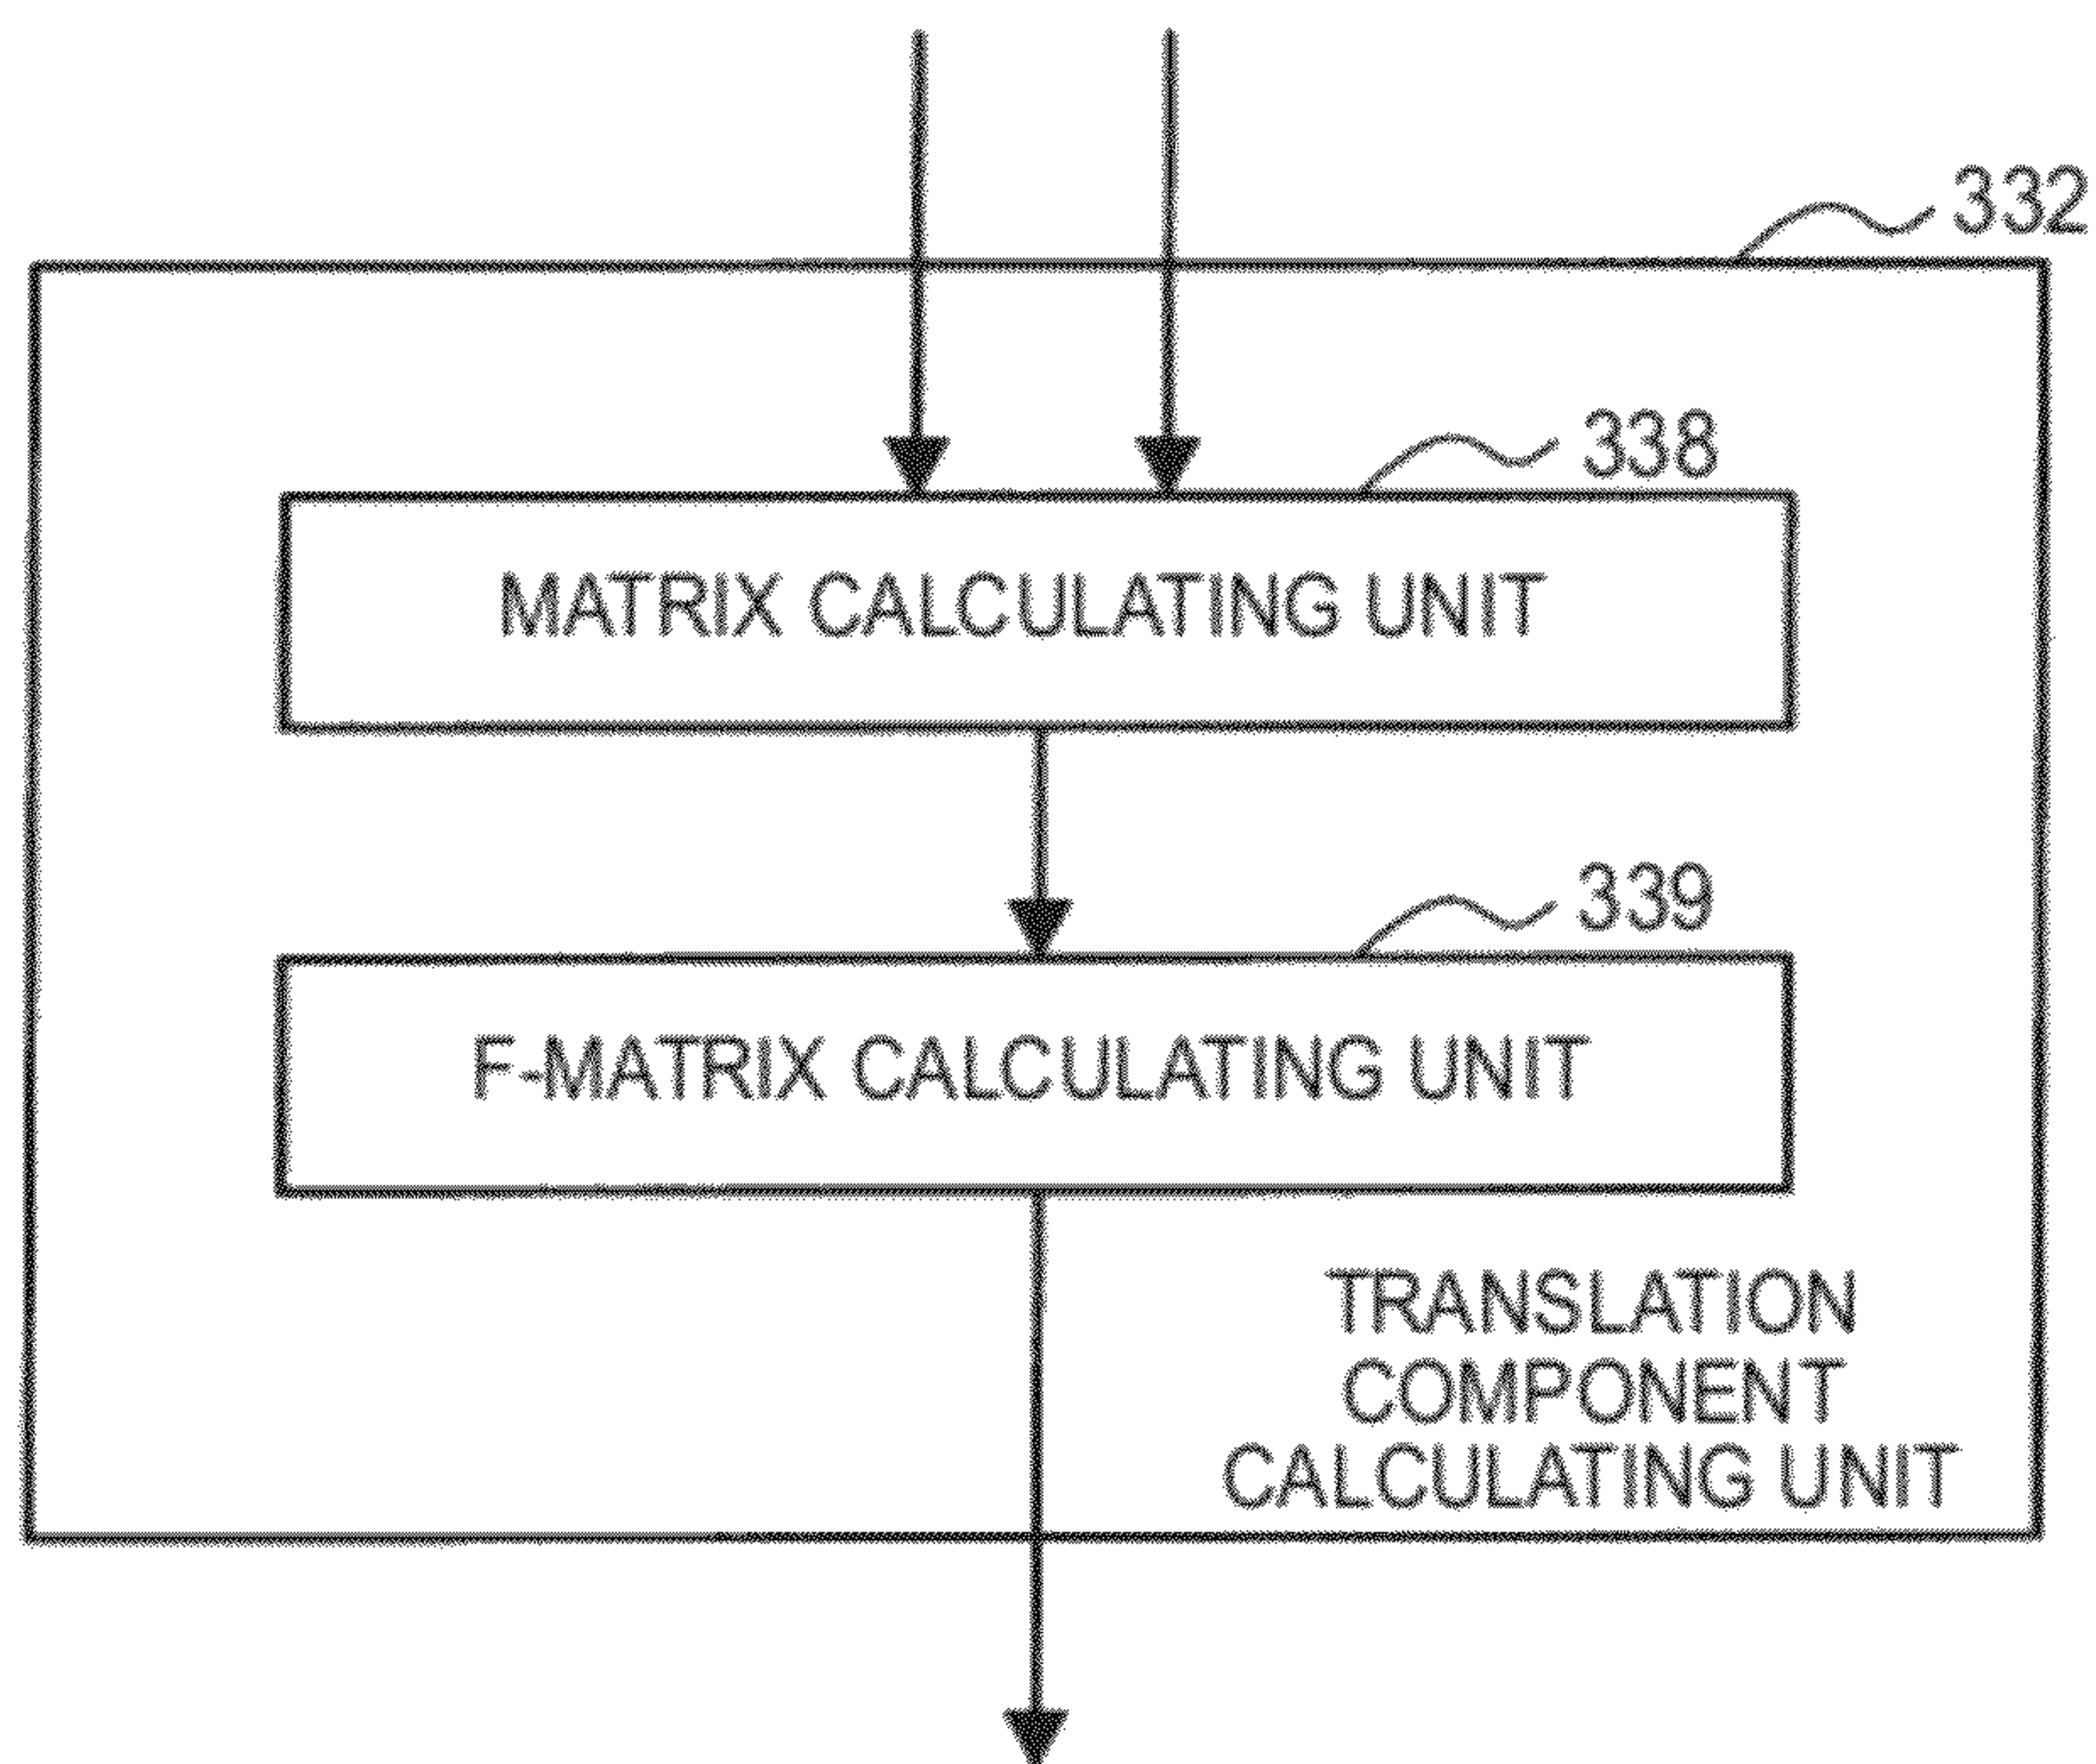 332
338
MATRIX CALCULATING UNIT
339
F-MATRIX CALCULATING UNIT
TRANSLATION
COMPONENT
CALCULATING UNIT